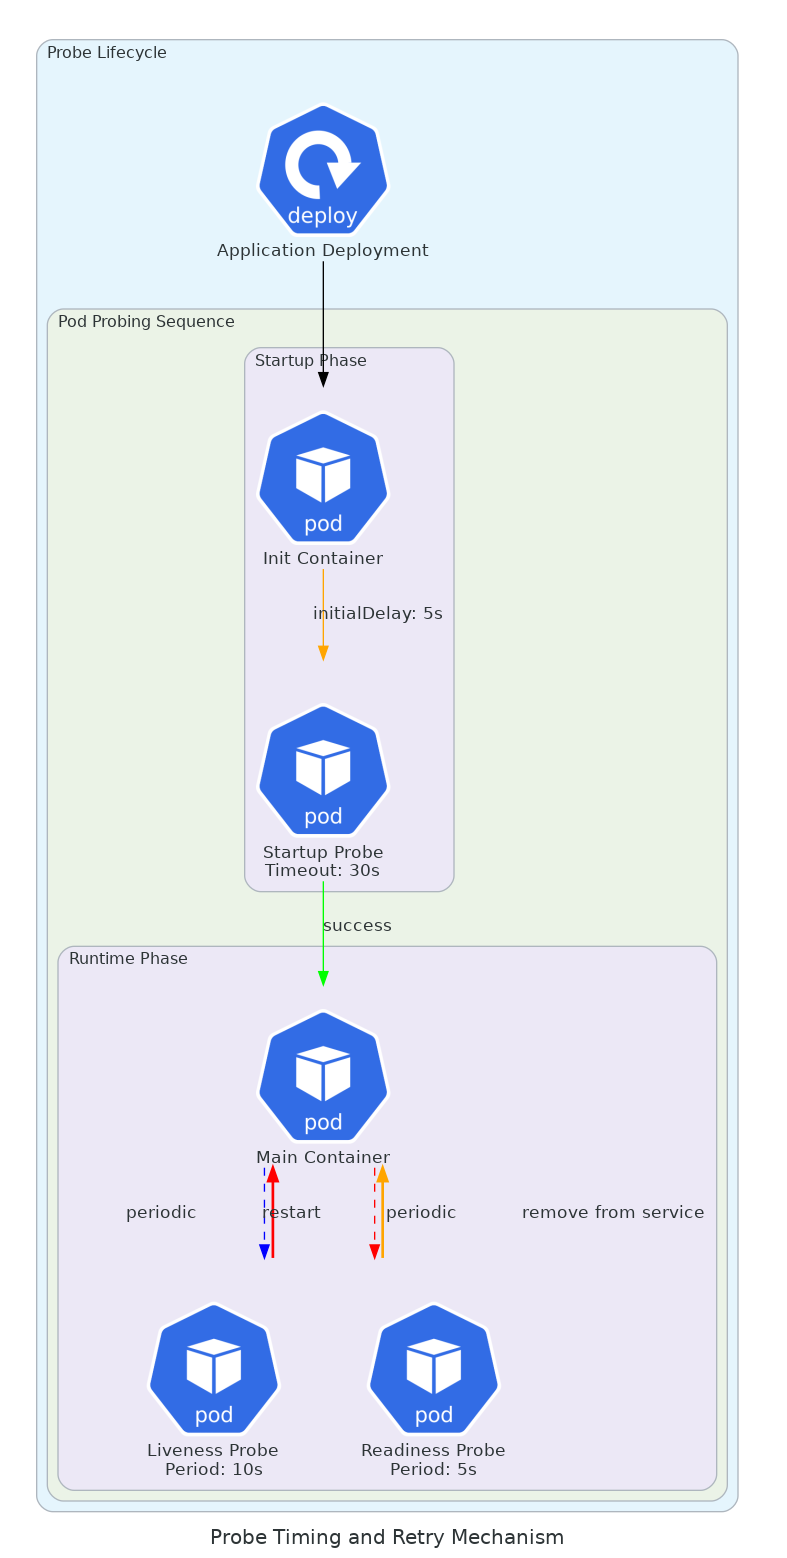 Probe Lifecycle
deploy
Application Deployment
Pod Probing Sequence
Startup Phase
pod
Init Container
initialDelay: 5s
pod
Startup Probe
Timeout: 30s
success
Runtime Phase
pod
Main Container
periodic
restart
periodic
remove from service
pod
Liveness Probe
Period: 10s
pod
Readiness Probe
Period: 5s
Probe Timing and Retry Mechanism